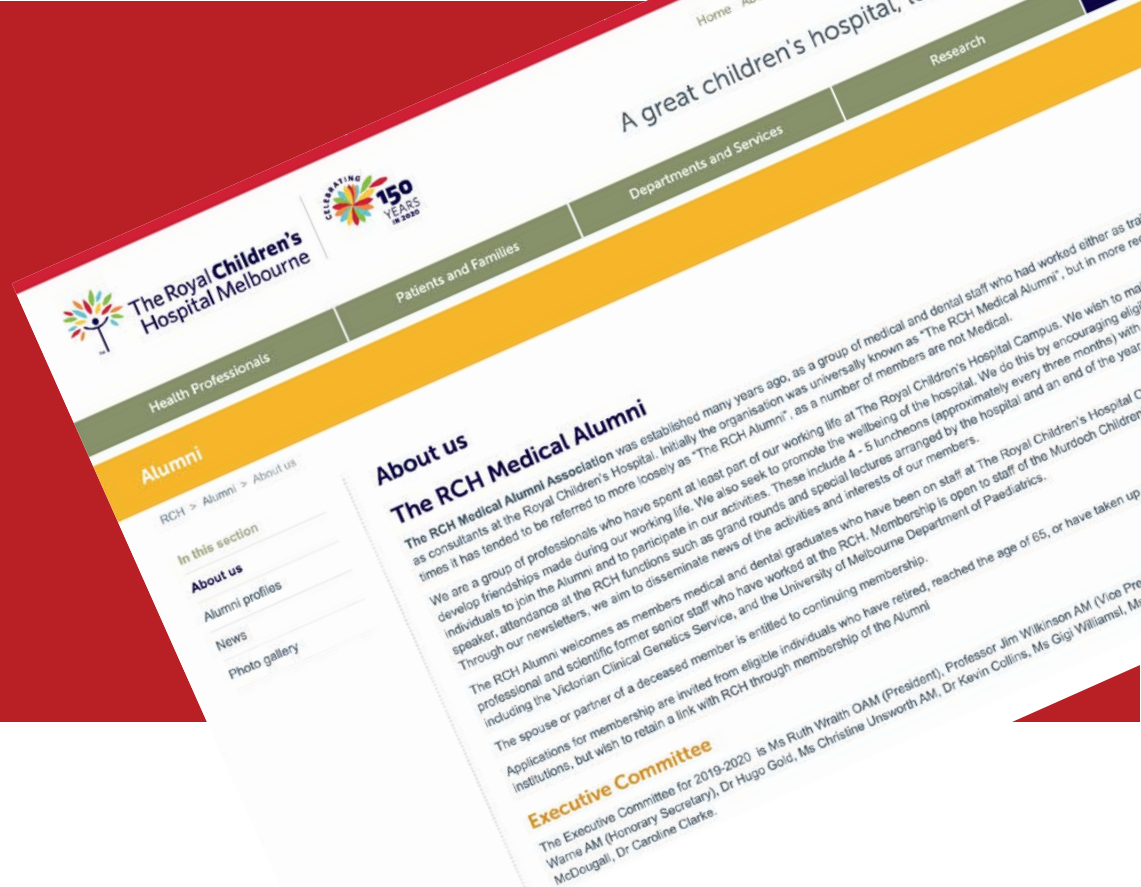 Home
A great children's hospital,
CELEBRATING
150
YEARS
IN 2020
The Royal Children's
Hospital Melbourne
Health Professionals
Patients and Families
Departments and Services
Research
Alumni
RCH > Alumni > About us
In this section
About us
Alumni profiles
News
Photo gallery
About us
The RCH Medical Alumni
The RCH Medical Alumni Association was established many years ago, as a group of medical and dental staff who had worked either as
as consultants at the Royal Children's Hospital. Initially the organisation was universally known as "The RCH Medical Alumni", but in more
times it has tended to be referred to more loosely as "The RCH Alumni", as a number of members are not Medical.
We are a group of professionals who have spent at least part of our working life at The Royal Children's Hospital Campus. We wish to
develop friendships made during our working life. We also seek to promote the wellbeing of the hospital. We do this by encouraging
individuals to join the Alumni and to participate in our activities. These include 4 - 5 luncheons (approximately every three months) with
speaker, attendance at the RCH functions such as grand rounds and special lectures arranged by the hospital and an end of the year
Through our newsletters, we aim to disseminate news of the activities and interests of our members.
The RCH Alumni welcomes as members medical and dental graduates who have been on staff at The Royal Children's Hospital
professional and scientific former senior staff who have worked at the RCH. Membership is open to staff of the Murdoch
including the Victorian Clinical Genetics Service, and the University of Melbourne Department of Paediatrics.
The spouse or partner of a deceased member is entitled to continuing membership.
Applications for membership are invited from eligible individuals who have retired, reached the age of 65, or have taken up
institutions, but wish to retain a link with RCH through membership of the Alumni
Executive Committee
The Executive Committee for 2019-2020 is Ms Ruth Wraith OAM (President), Professor Jim Wilkinson AM (Vice
Warne AM (Honorary Secretary), Dr Hugo Gold, Ms Christine Unsworth AM, Dr Kevin Collins, Ms Gigi Williamsl,
McDougall, Dr Caroline Clarke.